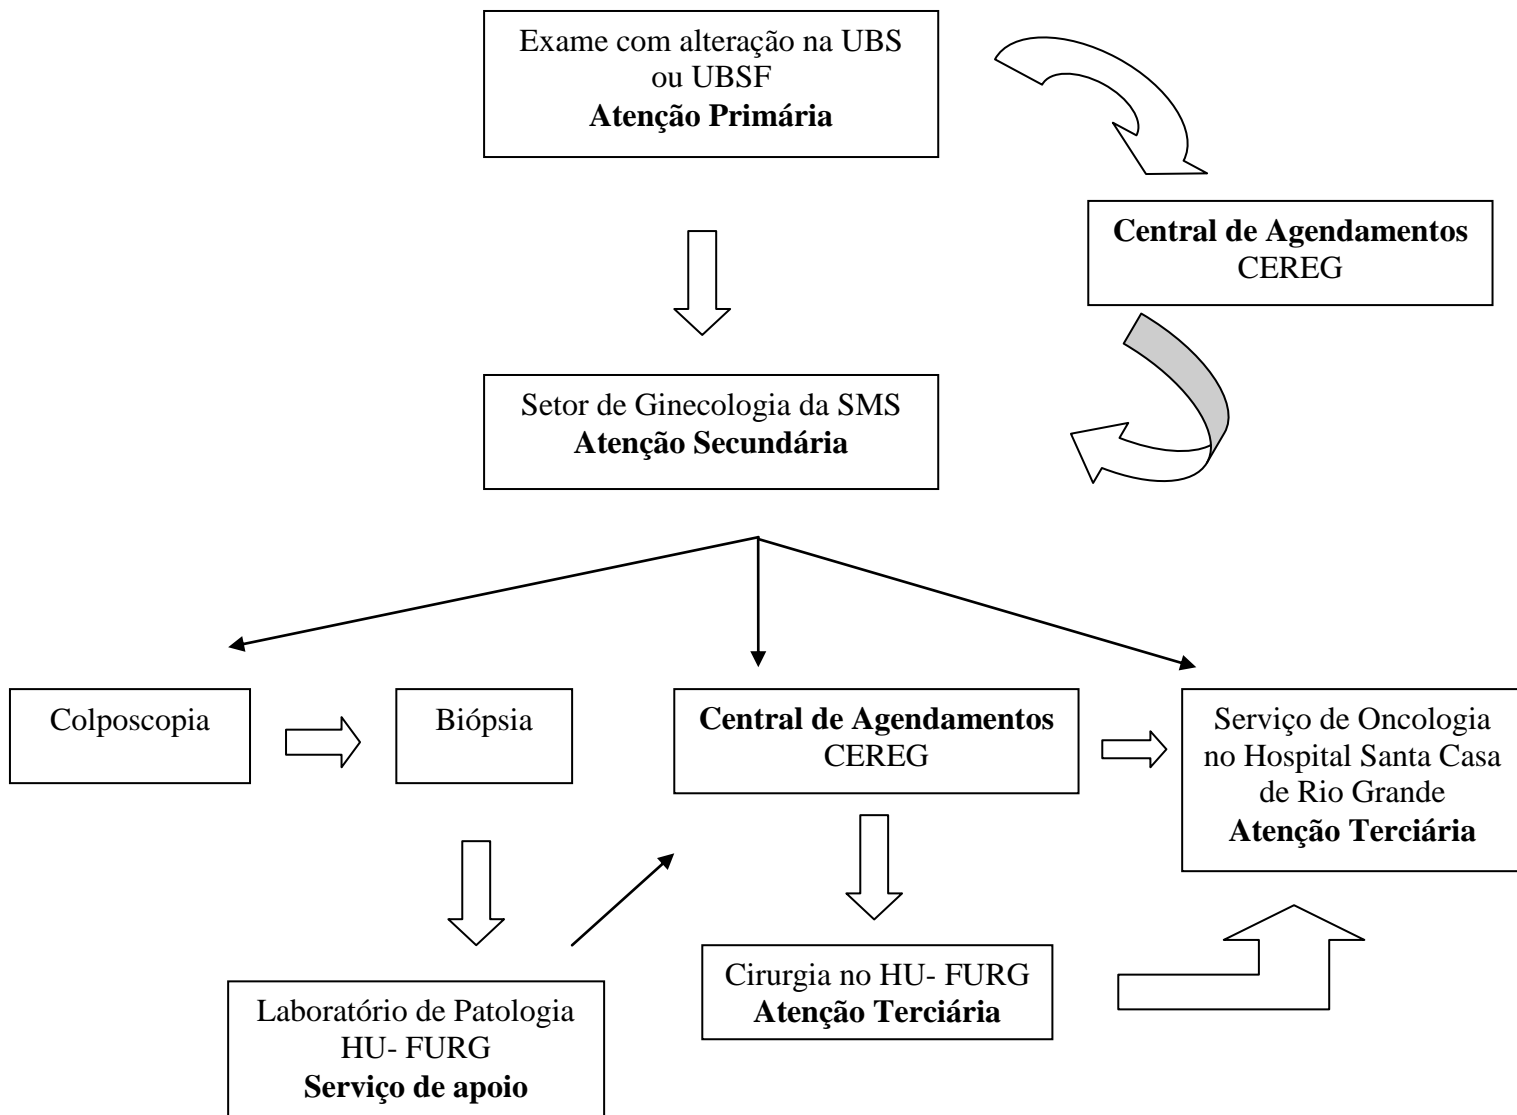 Exame com alteração na UBS
ou UBSF
Atenção Primária
Central de Agendamentos
CEREG
Setor de Ginecologia da SMS
Atenção Secundária
Colposcopia
Biópsia
Central de Agendamentos
CEREG
Serviço de Oncologia
no Hospital Santa Casa
de Rio Grande
Atenção Terciária
Laboratório de Patologia
HU- FURG
Serviço de apoio
Cirurgia no HU- FURG
Atenção Terciária